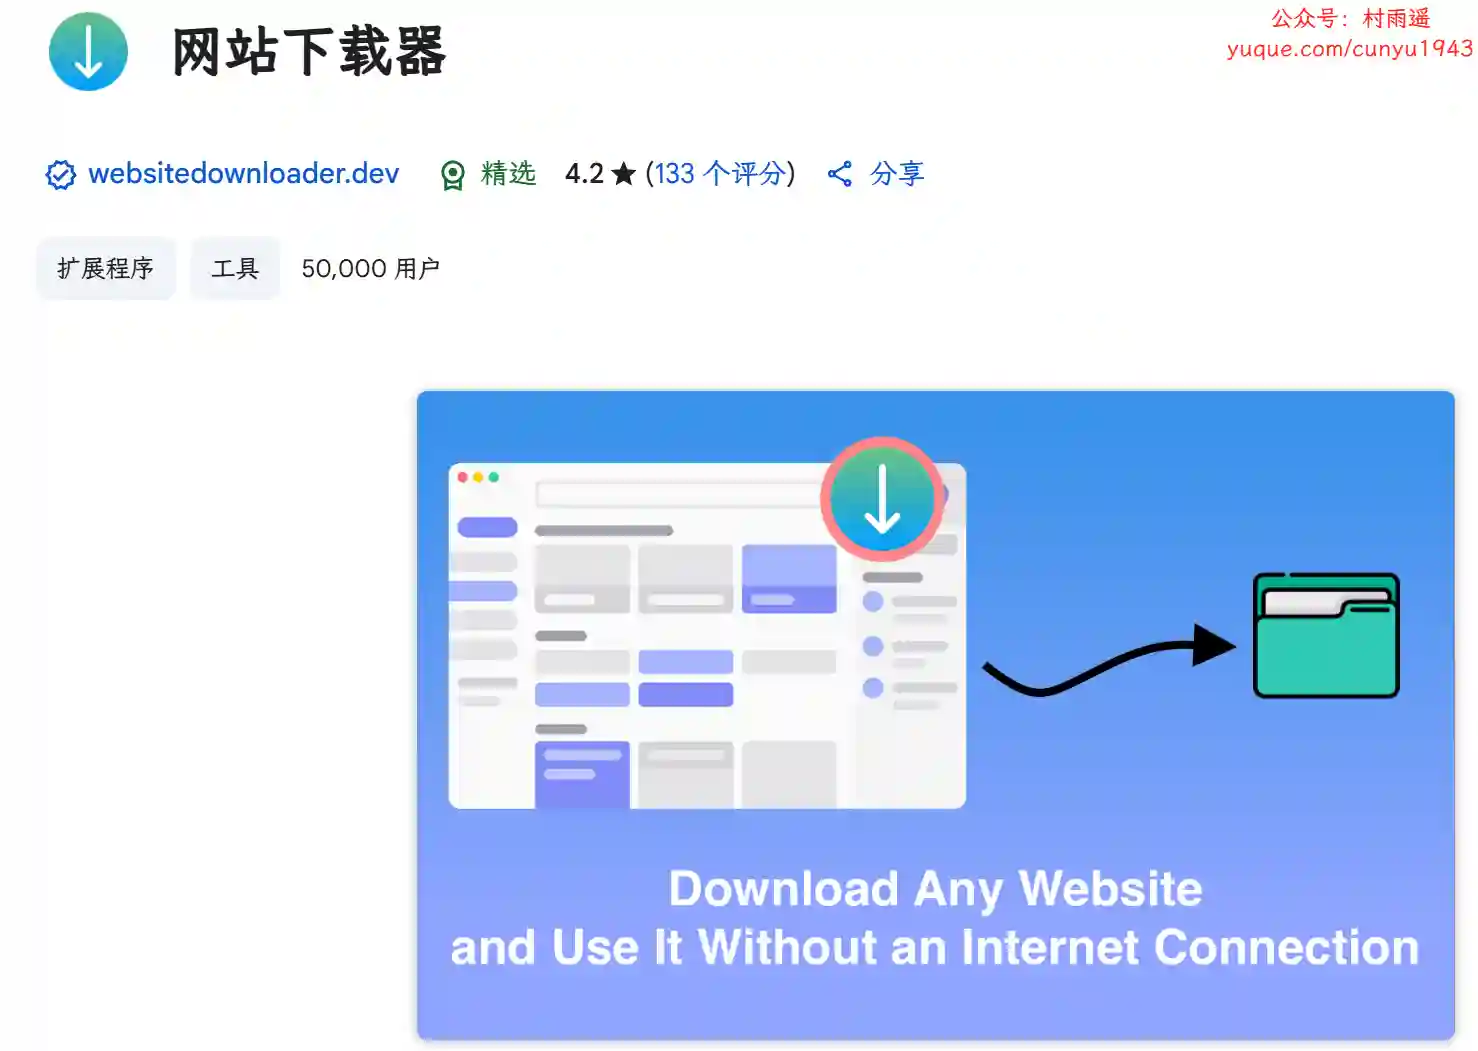 公众号：村雨遥
yuque.com/cunyu1943
网站下载器
websitedownloader.dev 精选 4.2 ★ (133 个评分) 分享
扩展程序 工具 50,000 用户
Download Any Website
and Use It Without an Internet Connection